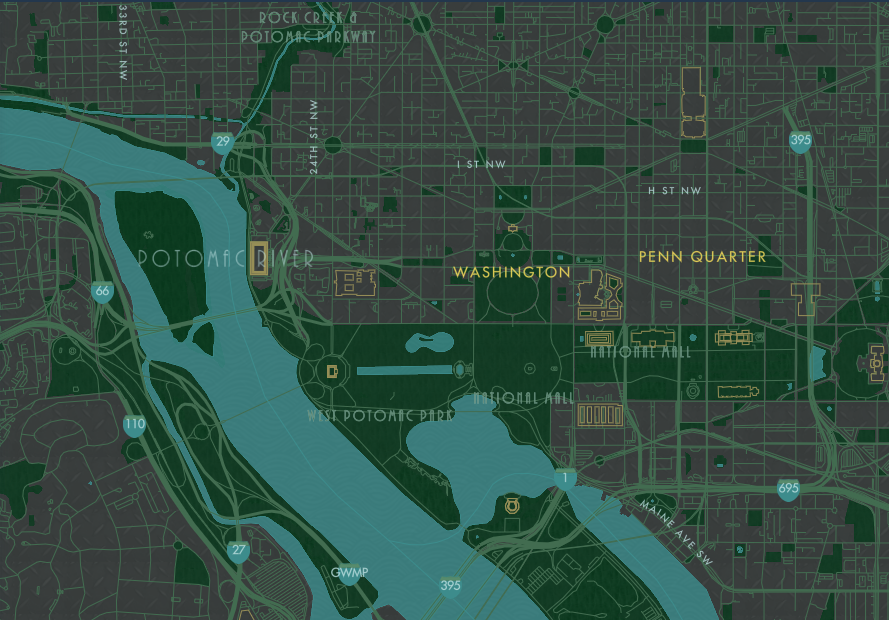 33RD ST NW
ROCK CREEK &
POTOMAC PARKWAY
24TH ST NW
29
395
I ST NW
H ST NW
POTOMAC RIVER
WASHINGTON
PENN QUARTER
66
NATIONAL MALL
NATIONAL MALL
WEST POTOMAC PARK
110
1
695
MAINE AVE SW
27
GWMP
395